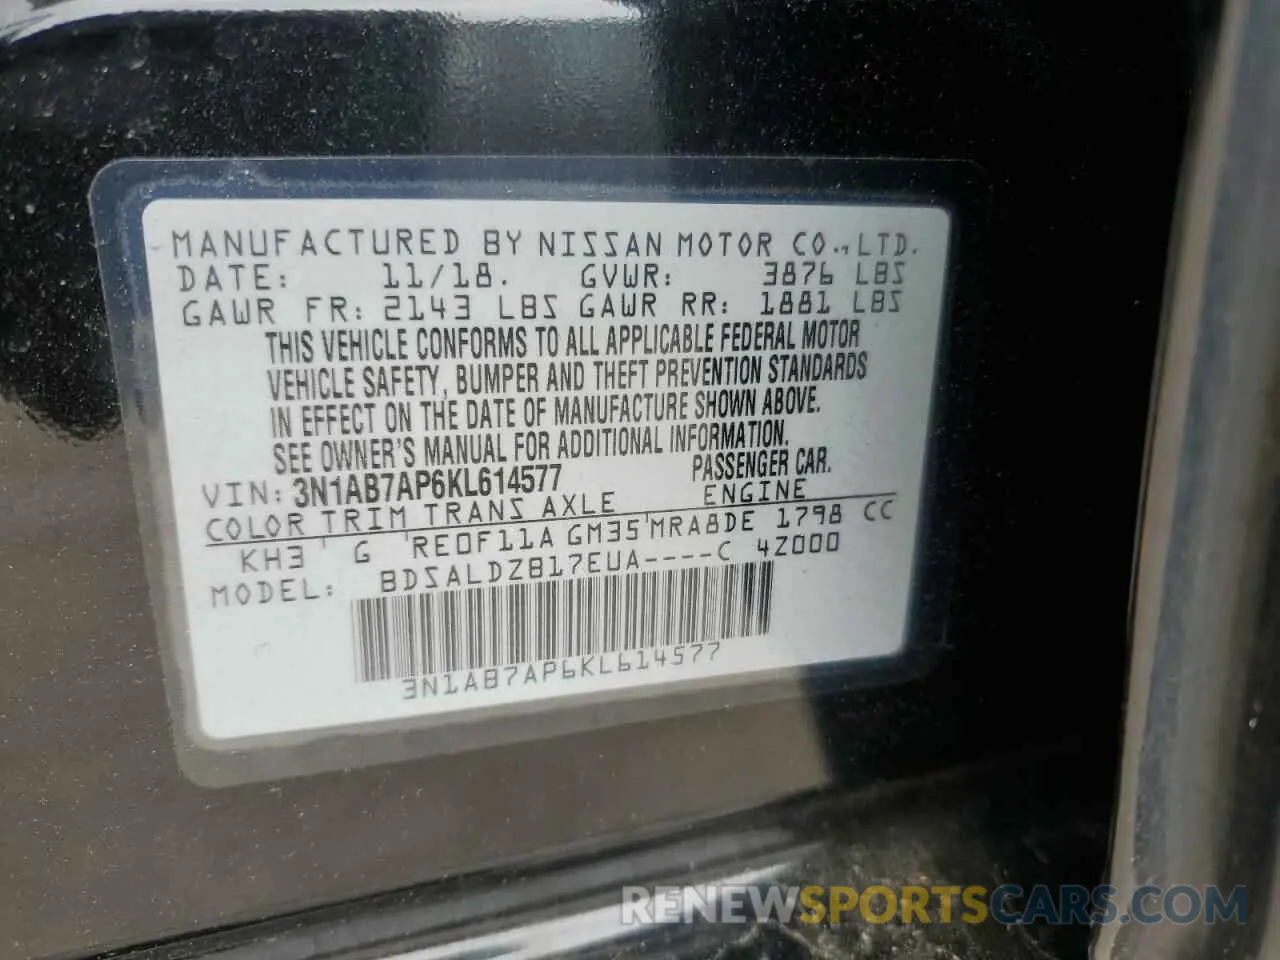 MANUFACTURED BY NISSAN MOTOR CO., LTD.
DATE: 11/18. GVWR: 3876 LBS
GAWR FR: 2143 LBS GAWR RR: 1881 LBS
THIS VEHICLE CONFORMS TO ALL APPLICABLE FEDERAL MOTOR
VEHICLE SAFETY, BUMPER AND THEFT PREVENTION STANDARDS
IN EFFECT ON THE DATE OF MANUFACTURE SHOWN ABOVE.
SEE OWNER'S MANUAL FOR ADDITIONAL INFORMATION.
VIN: 3N1AB7AP6KL614577 PASSENGER CAR.
COLOR TRIM TRANS AXLE ENGINE
KH3 G RE0F11A GM35 MRA8DE 1798 CC
MODEL: BDSALDZB17EUA----C 4Z000
3N1AB7AP6KL614577
RENEWSPORTSCARS.COM